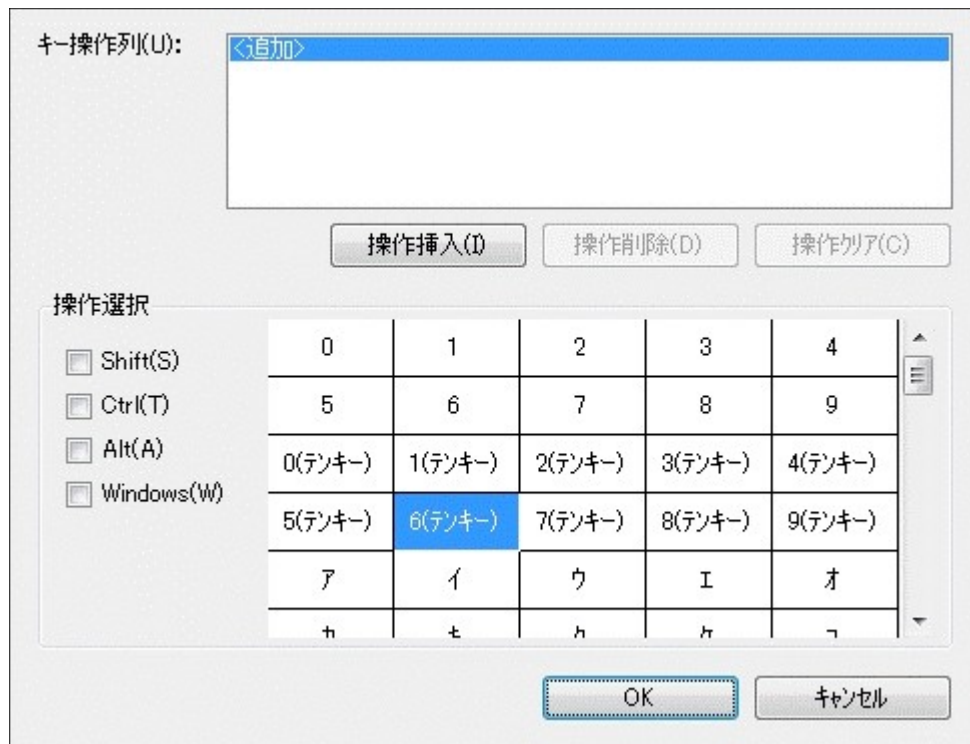 キー操作列(U):
<追加>
操作挿入(I) 操作削除(D) 操作クリア(C)
操作選択
Shift(S)
Ctrl(T)
Alt(A)
Windows(W)
0 1 2 3 4
5 6 7 8 9
0(テンキー) 1(テンキー) 2(テンキー) 3(テンキー) 4(テンキー)
5(テンキー) 6(テンキー) 7(テンキー) 8(テンキー) 9(テンキー)
ア イ ウ エ オ
カ キ ク ケ コ
OK キャンセル